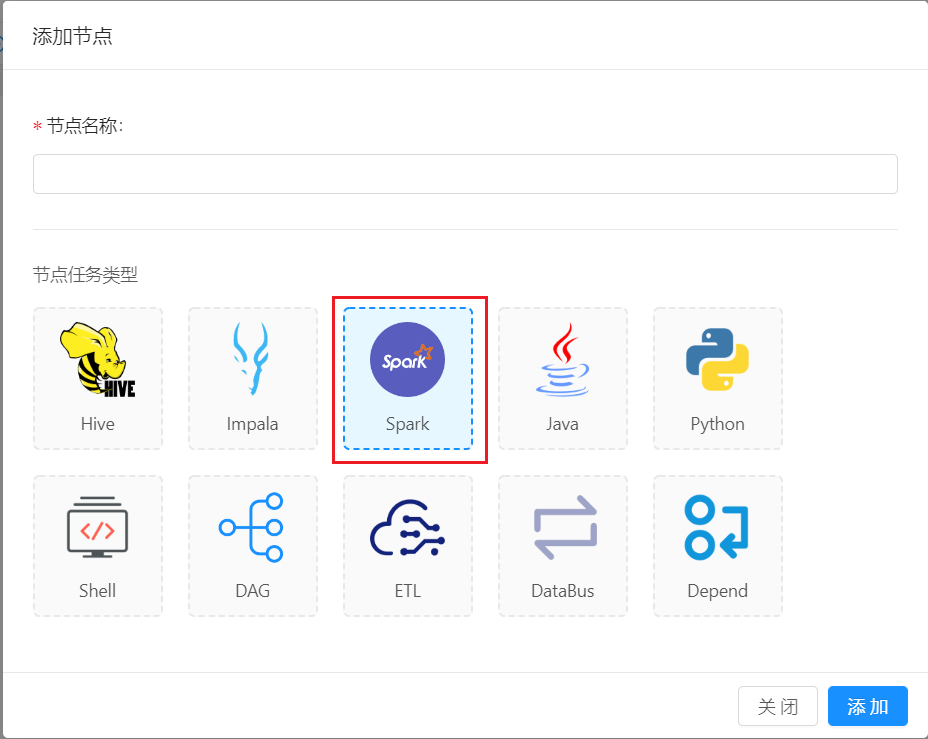 添加节点
* 节点名称:
节点任务类型
HIVE
Spark
Hive
Impala
Spark
Java
Python
Shell
DAG
ETL
DataBus
Depend
关 闭
添 加